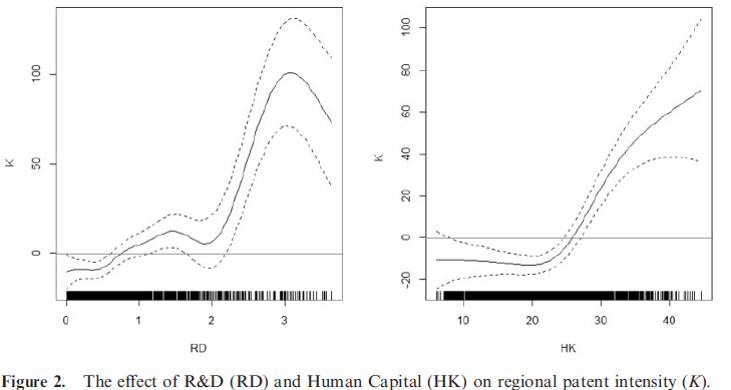 K
100
50
0
0 1 2 3
RD
K
100
80
60
40
20
0
-20
10 20 30 40
HK
Figure 2. The effect of R&D (RD) and Human Capital (HK) on regional patent intensity (K).